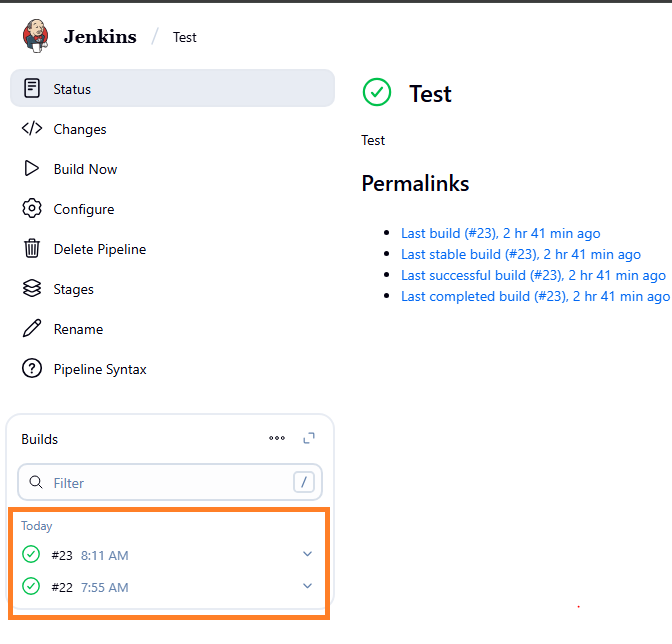 Jenkins / Test
Status
Changes
Build Now
Configure
Delete Pipeline
Stages
Rename
Pipeline Syntax
Builds
Filter /
Today
#23 8:11 AM
#22 7:55 AM
Test
Test
Permalinks
Last build (#23), 2 hr 41 min ago
Last stable build (#23), 2 hr 41 min ago
Last successful build (#23), 2 hr 41 min ago
Last completed build (#23), 2 hr 41 min ago